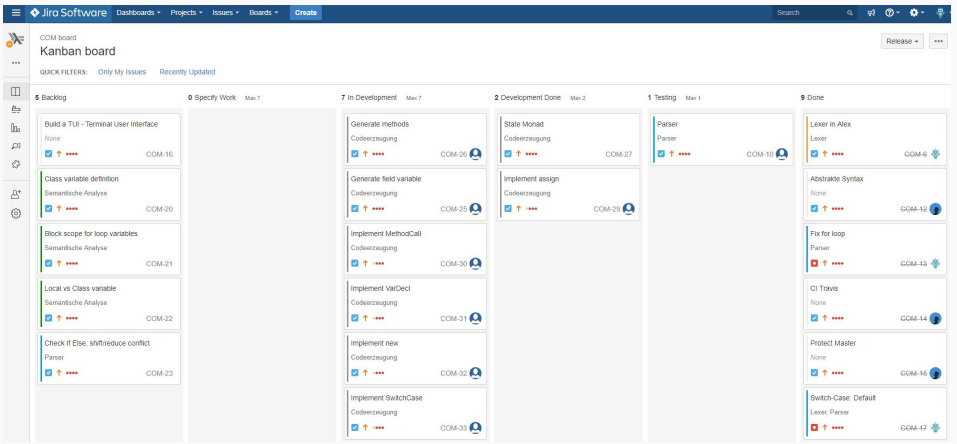 Jira Software Dashboards Projects Issues Boards Create Search
COM board
Kanban board
Release
QUICK FILTERS: Only My Issues Recently Updated
5 Backlog
Build a TUI - Terminal User Interface
None
COM-16
Class variable definition
Semantische Analyse
COM-20
Block scope for loop variables
Semantische Analyse
COM-21
Local vs Class variable
Semantische Analyse
COM-22
Check If Else, shift/reduce conflict
Parser
COM-23
0 Specify Work Max 7
7 In Development Max 7
Generate methods
Codeerzeugung
COM-26
Generate field variable
Codeerzeugung
COM-25
Implement MethodCall
Codeerzeugung
COM-30
Implement VarDecl
Codeerzeugung
COM-31
Implement new
Codeerzeugung
COM-32
Implement SwitchCase
Codeerzeugung
COM-33
2 Development Done Max 2
State Monad
Codeerzeugung
COM-27
Implement assign
Codeerzeugung
COM-29
1 Testing Max 1
Parser
Parser
COM-10
9 Done
Lexer in Alex
Lexer
COM-6
Abstrakte Syntax
None
COM-12
Fix for loop
Parser
COM-13
CI Travis
None
COM-14
Protect Master
None
COM-15
Switch-Case: Default
Lexer, Parser
COM-17